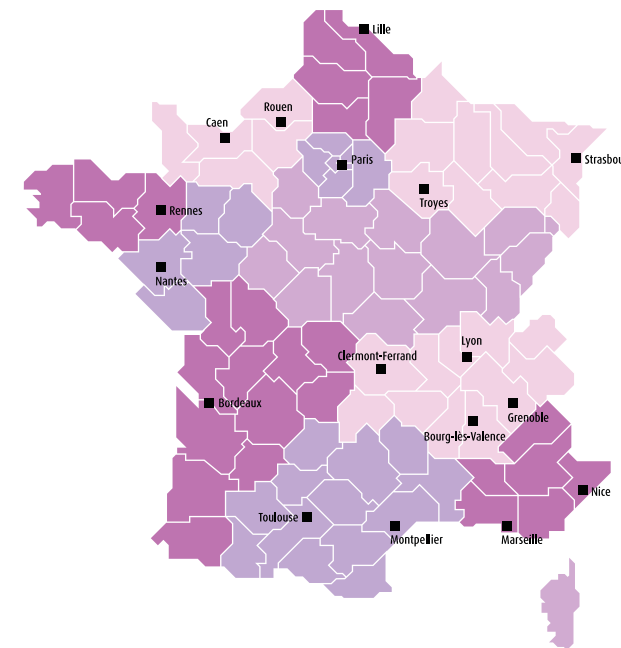 Lille
Rouen
Caen
Paris
Strasbou
Troyes
Rennes
Nantes
Lyon
Clermont-Ferrand
Bordeaux
Grenoble
Bourg-lès-Valence
Nice
Toulouse
Montpellier
Marseille